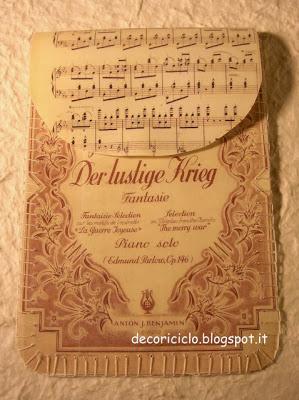 Der lustige Krieg
Fantasie
Fantaisie-Sélection Selection
"La Guerre Joyeuse" "The merry war"
Piano solo
(Edmund Parlow, Op. 146)
ANTON J. BENJAMIN
decoriciclo.blogspot.it